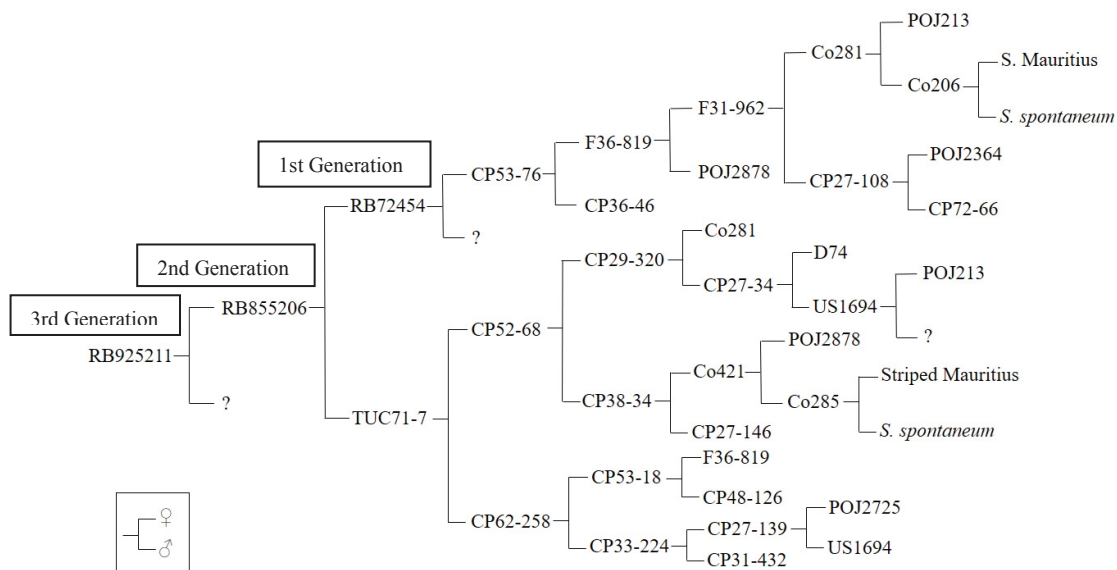 POJ213
Co281
S. Mauritius
Co206
F31-962
S. spontaneum
F36-819
1st Generation
POJ2364
CP53-76
POJ2878
CP27-108
RB72454
CP36-46
CP72-66
?
Co281
2nd Generation
D74
CP29-320
POJ213
CP27-34
3rd Generation
RB855206
US1694
CP52-68
?
POJ2878
RB925211
Co421
Striped Mauritius
?
CP38-34
Co285
TUC71-7
CP27-146
S. spontaneum
F36-819
CP53-18
CP48-126
POJ2725
♀
CP62-258
CP27-139
♂
CP33-224
US1694
CP31-432